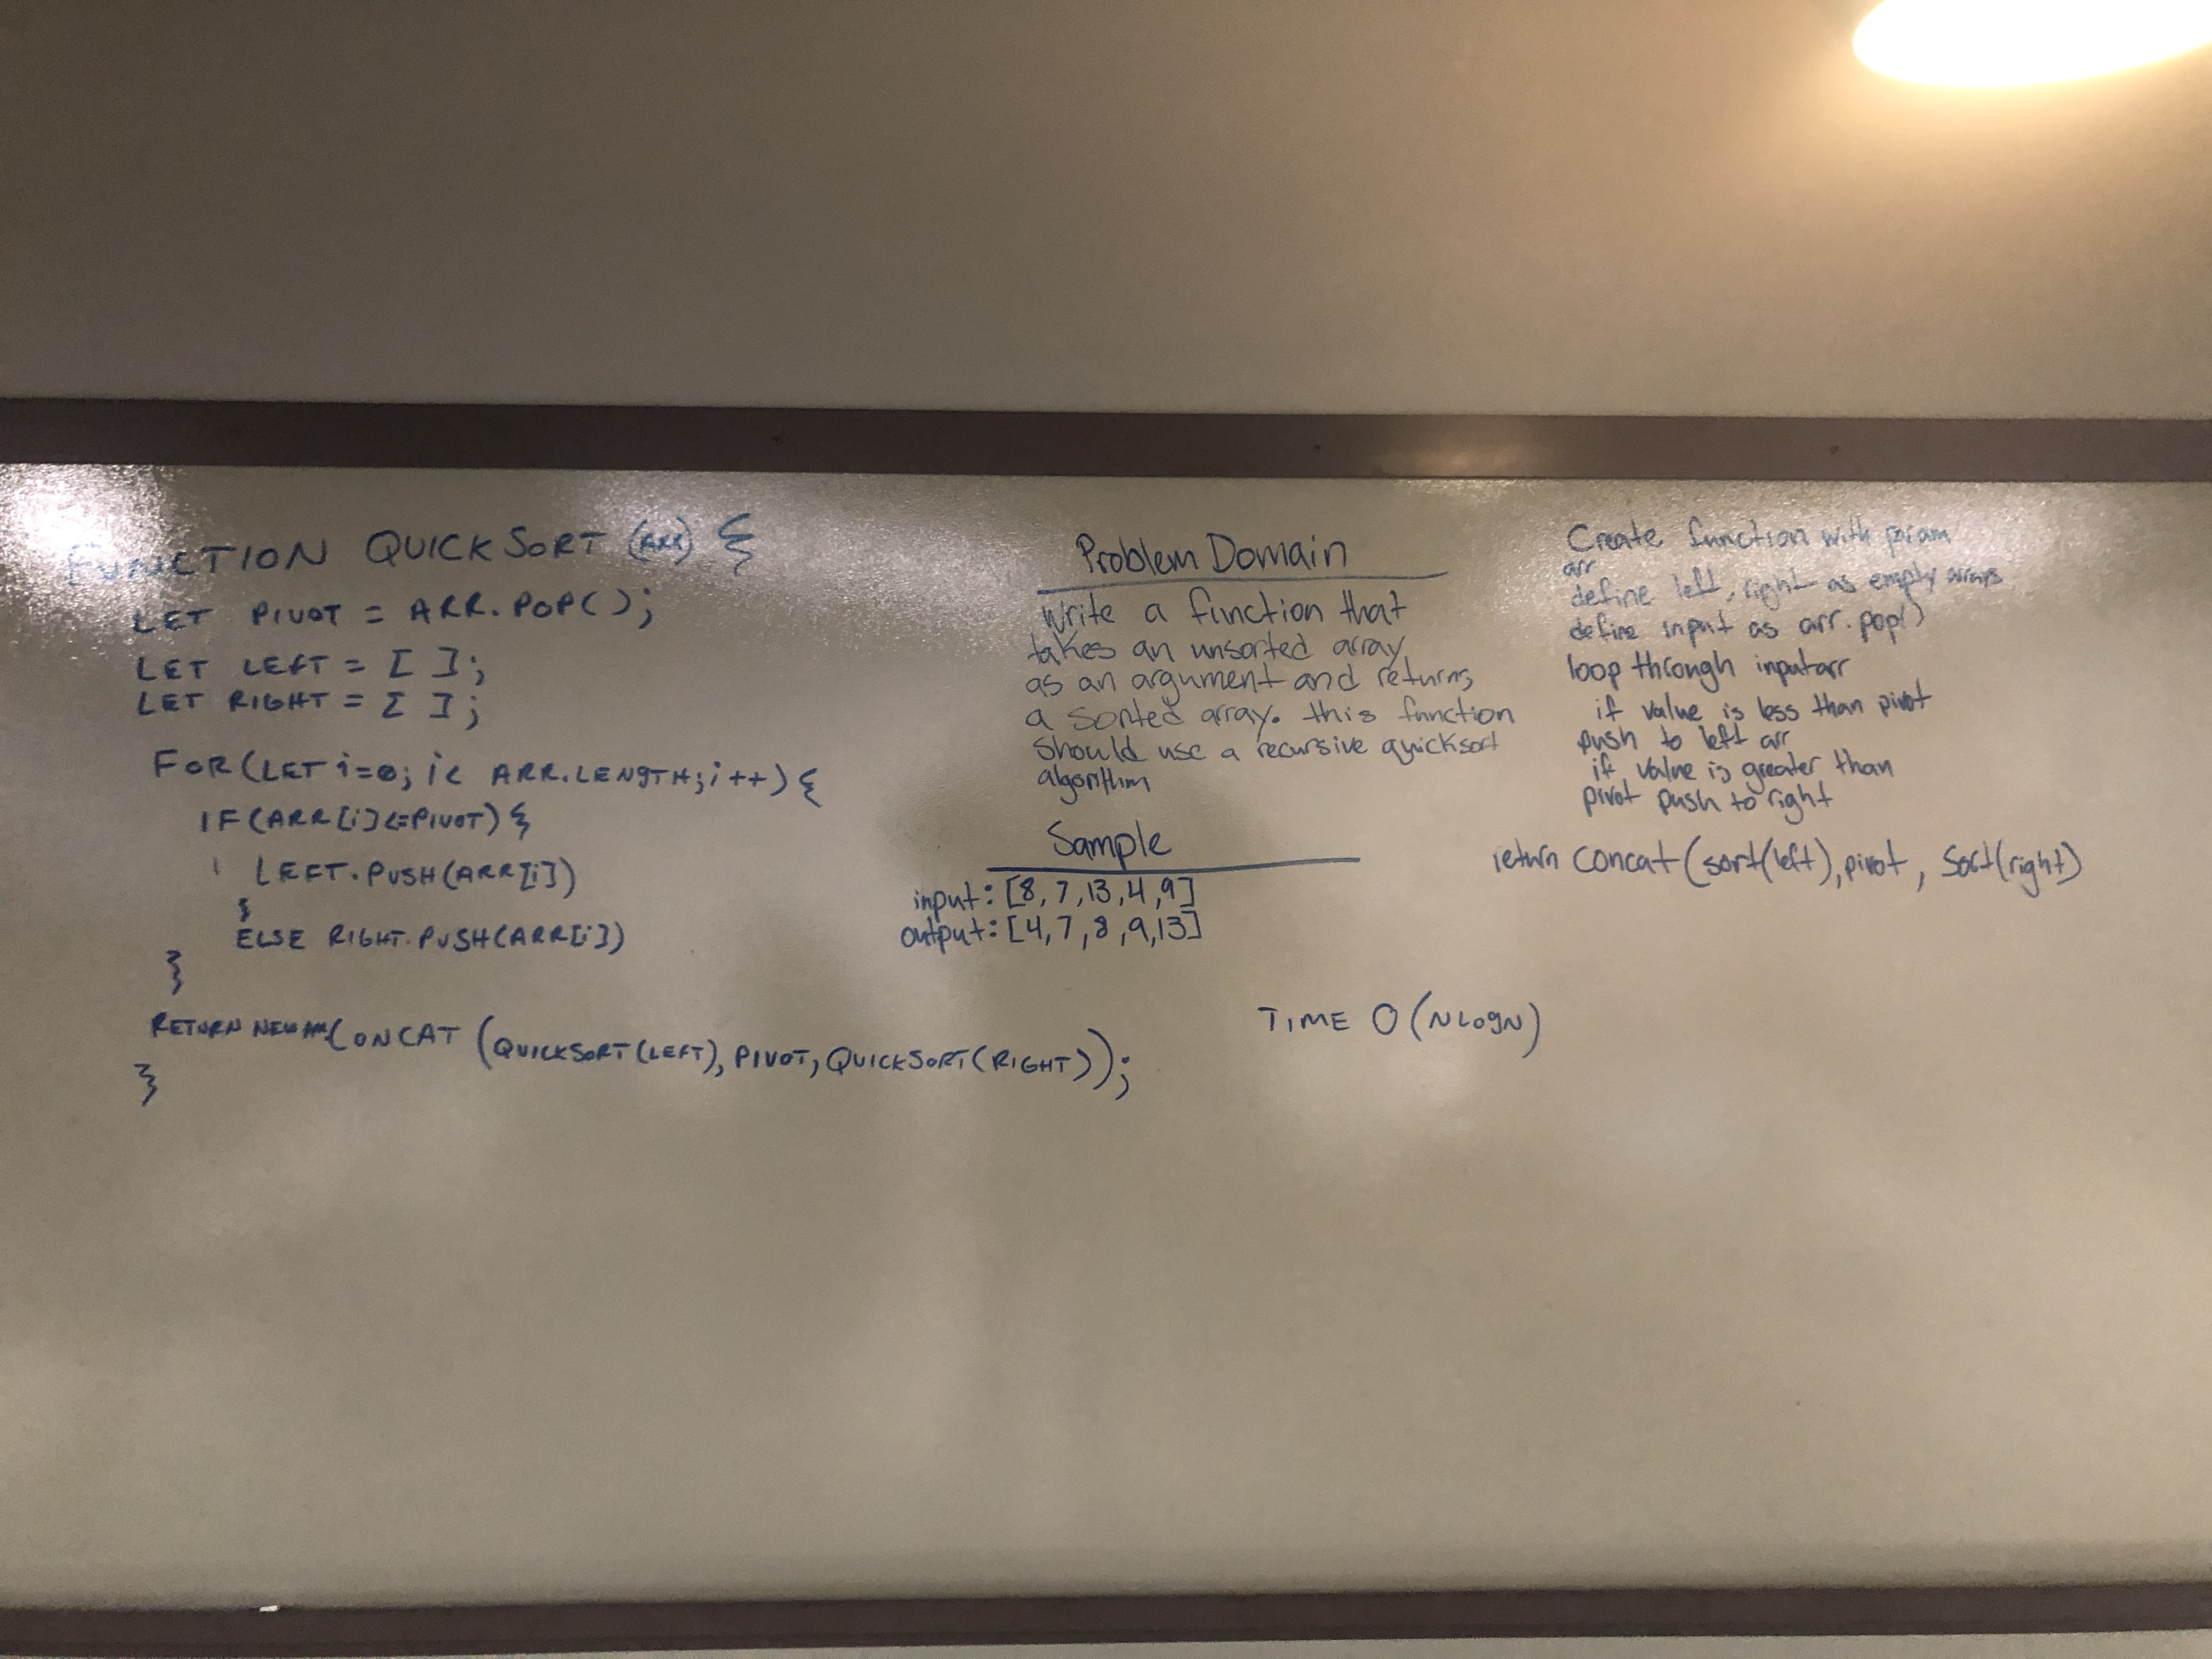 FUNCTION QUICKSORT (ARR) {
LET PIVOT = ARR.POP();
LET LEFT = [ ];
LET RIGHT = [ ];
FOR(LET i=0; i< ARR.LENGTH; i++) {
IF(ARR[i]<=PIVOT) {
LEFT.PUSH(ARR[i])
}
ELSE RIGHT.PUSH(ARR[i])
}
RETURN NEW CONCAT (QUICKSORT(LEFT), PIVOT, QUICKSORT(RIGHT));
}
Problem Domain
Write a function that
takes an unsorted array
as an argument and returns
a sorted array. this function
should use a recursive quicksort
algorithm
Sample
input: [8, 7, 13, 4, 9]
output: [4, 7, 8, 9, 13]
TIME O(NLOGN)
Create function with param
arr
define left, right as empty arrays
define input as arr.pop()
loop through inputarr
if value is less than pivot
push to left arr
if value is greater than
pivot push to right
return concat(sort(left), pivot, Sort(right)